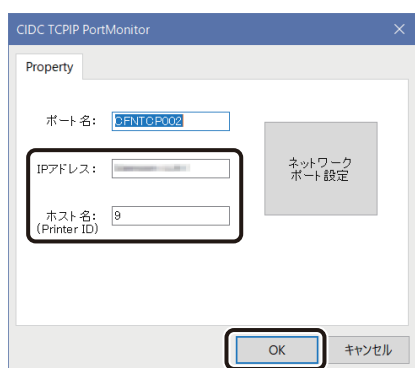 CIDC TCPIP PortMonitor
Property
ポート名: CFNTCP002
IPアドレス:
ホスト名: 9
(Printer ID)
ネットワーク
ポート設定
OK キャンセル